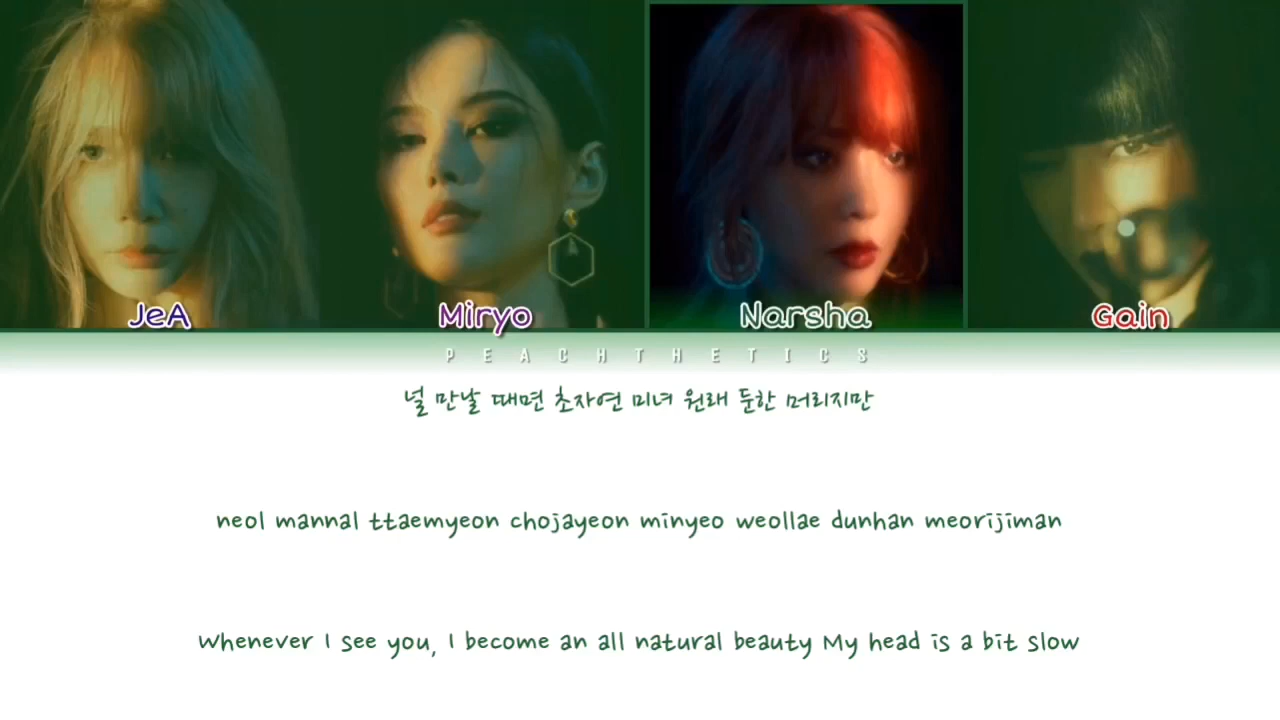 JeA
Miryo
Narsha
Gain
PEACHTHETICS
널 만날 때면 초자연 미녀 원래 둔한 머리지만
neol mannal ttaemyeon chojayeon minyeo weollae dunhan meorijiman
Whenever I see you, I become an all natural beauty My head is a bit slow